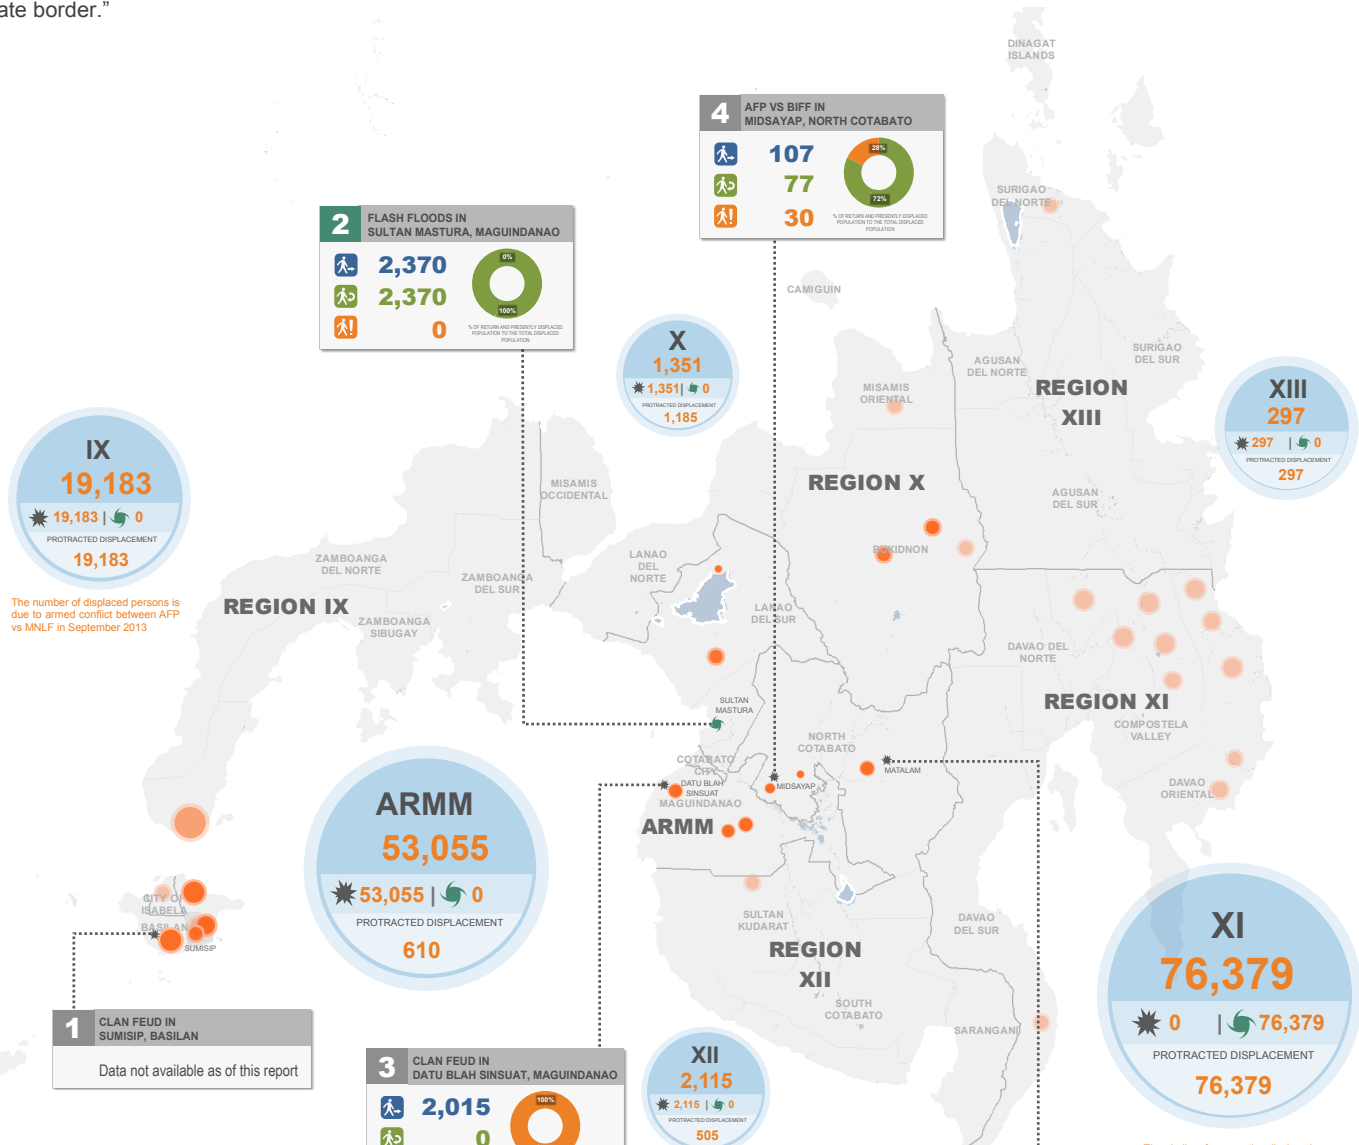 ate border.”
DINAGAT
ISLANDS
4
AFP VS BIFF IN
MIDSAYAP, NORTH COTABATO
107
77
30
28%
72%
% OF RETURN AND PRESENTLY DISPLACED
POPULATION TO THE TOTAL DISPLACED
POPULATION
SURIGAO
DEL NORTE
2
FLASH FLOODS IN
SULTAN MASTURA, MAGUINDANAO
2,370
2,370
0
0%
100%
% OF RETURN AND PRESENTLY DISPLACED
POPULATION TO THE TOTAL DISPLACED
POPULATION
CAMIGUIN
X
1,351
1,351 | 0
PROTRACTED DISPLACEMENT
1,185
AGUSAN
DEL NORTE
SURIGAO
DEL SUR
MISAMIS
ORIENTAL
REGION
XIII
XIII
297
297 | 0
PROTRACTED DISPLACEMENT
297
IX
19,183
19,183 | 0
PROTRACTED DISPLACEMENT
19,183
The number of displaced persons is
due to armed conflict between AFP
vs MNLF in September 2013
MISAMIS
OCCIDENTAL
REGION X
AGUSAN
DEL SUR
BUKIDNON
ZAMBOANGA
DEL NORTE
ZAMBOANGA
DEL SUR
LANAO
DEL
NORTE
REGION IX
ZAMBOANGA
SIBUGAY
LANAO
DEL SUR
DAVAO DEL
NORTE
REGION XI
COMPOSTELA
VALLEY
SULTAN
MASTURA
NORTH
COTABATO
COTABATO
CITY
MATALAM
DATU BLAH
SINSUAT
MIDSAYAP
MAGUINDANAO
DAVAO
ORIENTAL
ARMM
ARMM
53,055
53,055 | 0
PROTRACTED DISPLACEMENT
610
CITY OF
ISABELA
BASILAN
SUMISIP
SULTAN
KUDARAT
DAVAO
DEL SUR
REGION
XII
XI
76,379
0 | 76,379
PROTRACTED DISPLACEMENT
76,379
SOUTH
COTABATO
SARANGANI
1
CLAN FEUD IN
SUMISIP, BASILAN
Data not available as of this report
3
CLAN FEUD IN
DATU BLAH SINSUAT, MAGUINDANAO
2,015
0
100%
XII
2,115
2,115 | 0
PROTRACTED DISPLACEMENT
505